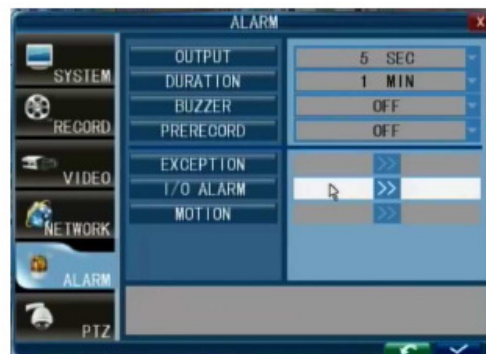 ALARM
X
SYSTEM
RECORD
VIDEO
NETWORK
ALARM
PTZ
OUTPUT
5 SEC
DURATION
1 MIN
BUZZER
OFF
PRERECORD
OFF
EXCEPTION
>>
I/O ALARM
>>
MOTION
>>